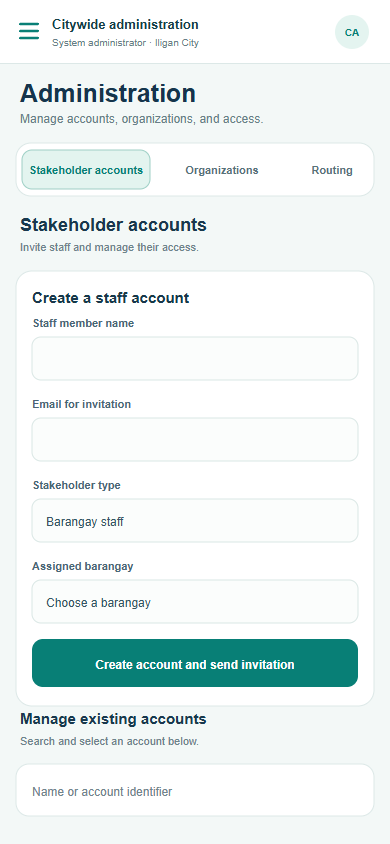 Citywide administration
System administrator · Iligan City
CA
Administration
Manage accounts, organizations, and access.
Stakeholder accounts
Organizations
Routing
Stakeholder accounts
Invite staff and manage their access.
Create a staff account
Staff member name
Email for invitation
Stakeholder type
Barangay staff
Assigned barangay
Choose a barangay
Create account and send invitation
Manage existing accounts
Search and select an account below.
Name or account identifier